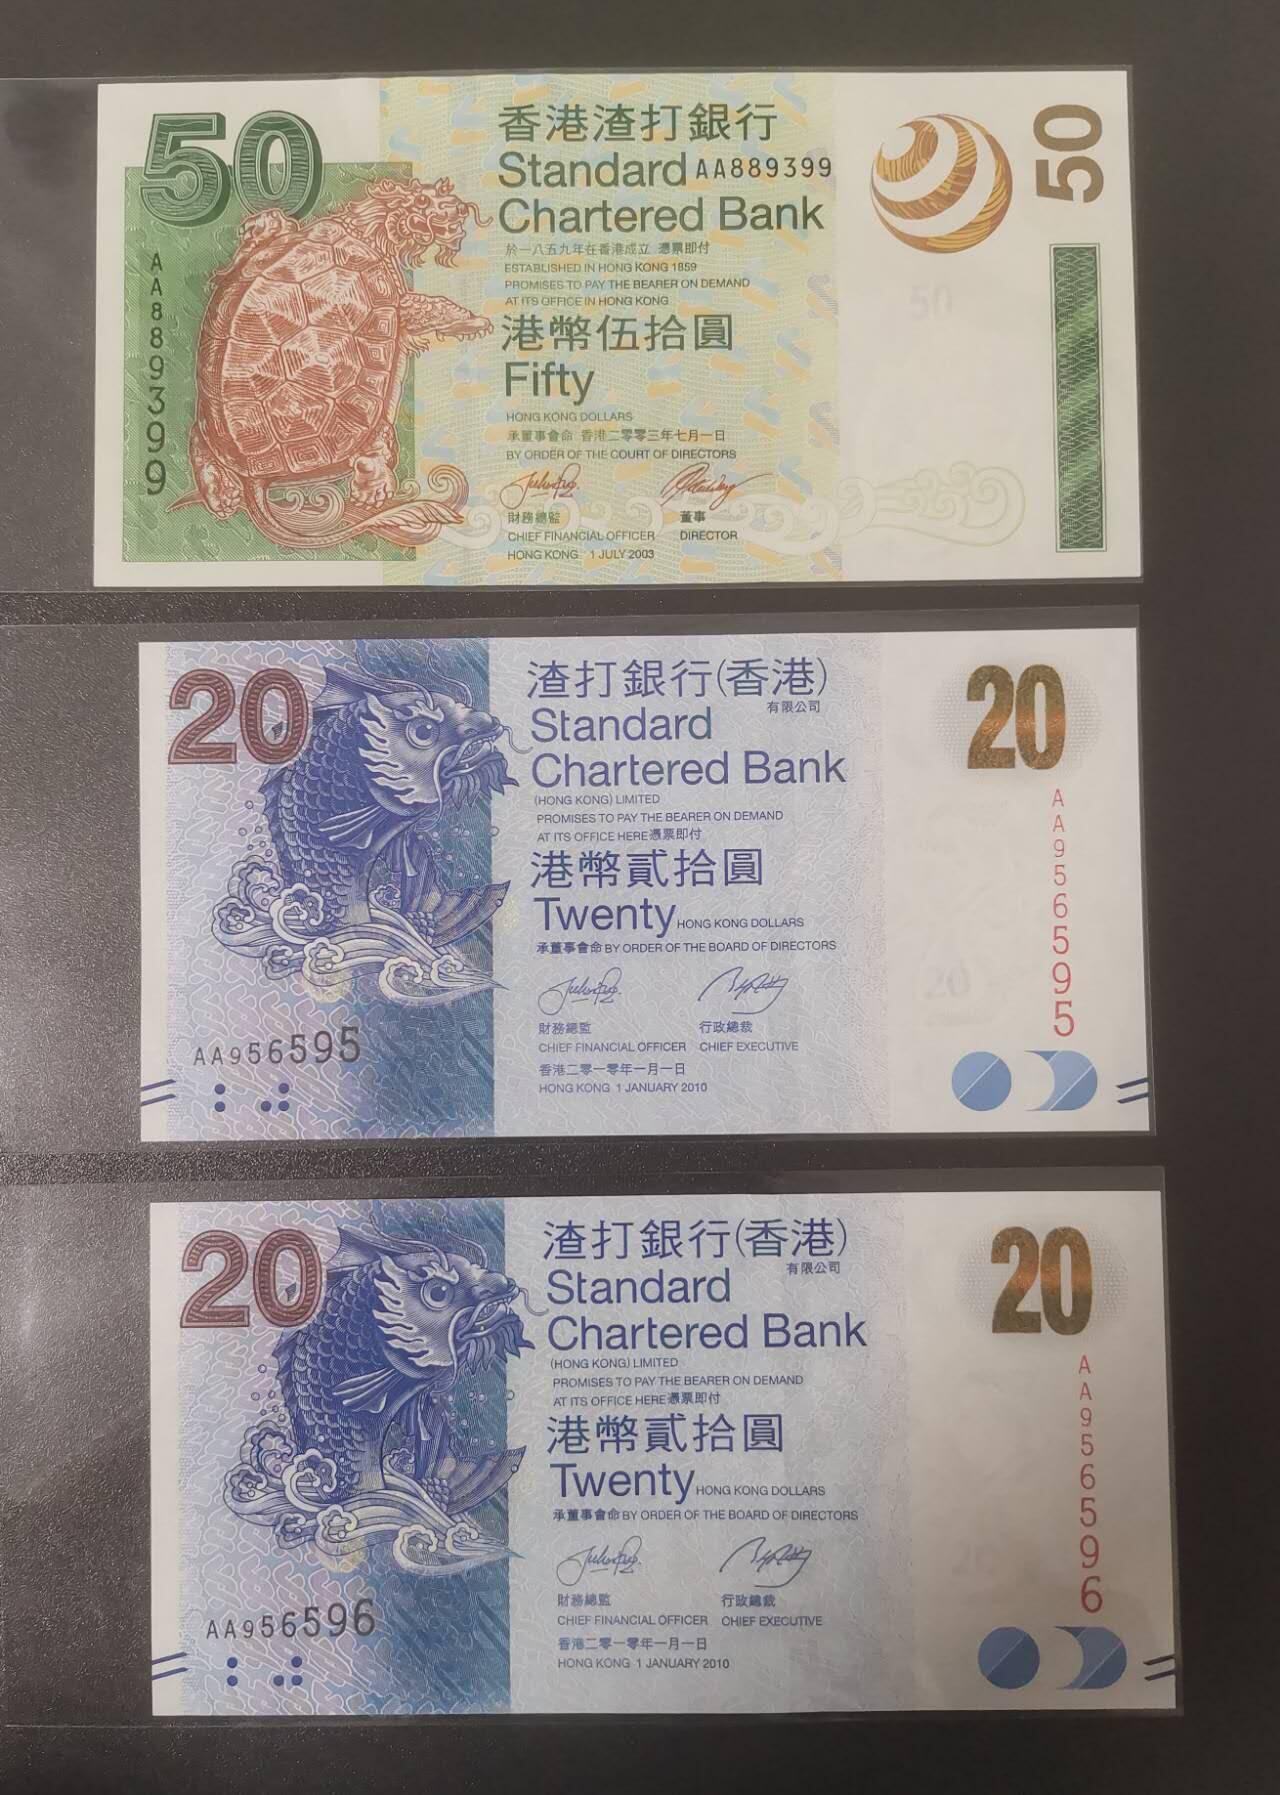 50
香港渣打銀行
50
Standard AA889399
Chartered Bank
於一八五九年在香港成立 憑票即付
ESTABLISHED IN HONG KONG 1859
PROMISES TO PAY THE BEARER ON DEMAND
AT ITS OFFICE IN HONG KONG
50
港幣伍拾圓
Fifty
AA889399
HONG KONG DOLLARS
承董事會命 香港二零零三年七月一日
BY ORDER OF THE COURT OF DIRECTORS
財務總監 董事
CHIEF FINANCIAL OFFICER DIRECTOR
HONG KONG 1 JULY 2003
20
渣打銀行(香港)
有限公司
20
Standard
Chartered Bank
(HONG KONG) LIMITED
PROMISES TO PAY THE BEARER ON DEMAND
AT ITS OFFICE HERE憑票即付
港幣貳拾圓
Twenty HONG KONG DOLLARS
承董事會命 BY ORDER OF THE BOARD OF DIRECTORS
AA956595
20
財務總監 行政總裁
CHIEF FINANCIAL OFFICER CHIEF EXECUTIVE
AA956595
香港二零一零年一月一日
HONG KONG 1 JANUARY 2010
20
渣打銀行(香港)
有限公司
20
Standard
Chartered Bank
(HONG KONG) LIMITED
PROMISES TO PAY THE BEARER ON DEMAND
AT ITS OFFICE HERE憑票即付
港幣貳拾圓
Twenty HONG KONG DOLLARS
承董事會命 BY ORDER OF THE BOARD OF DIRECTORS
AA956596
財務總監 行政總裁
CHIEF FINANCIAL OFFICER CHIEF EXECUTIVE
AA956596
香港二零一零年一月一日
HONG KONG 1 JANUARY 2010